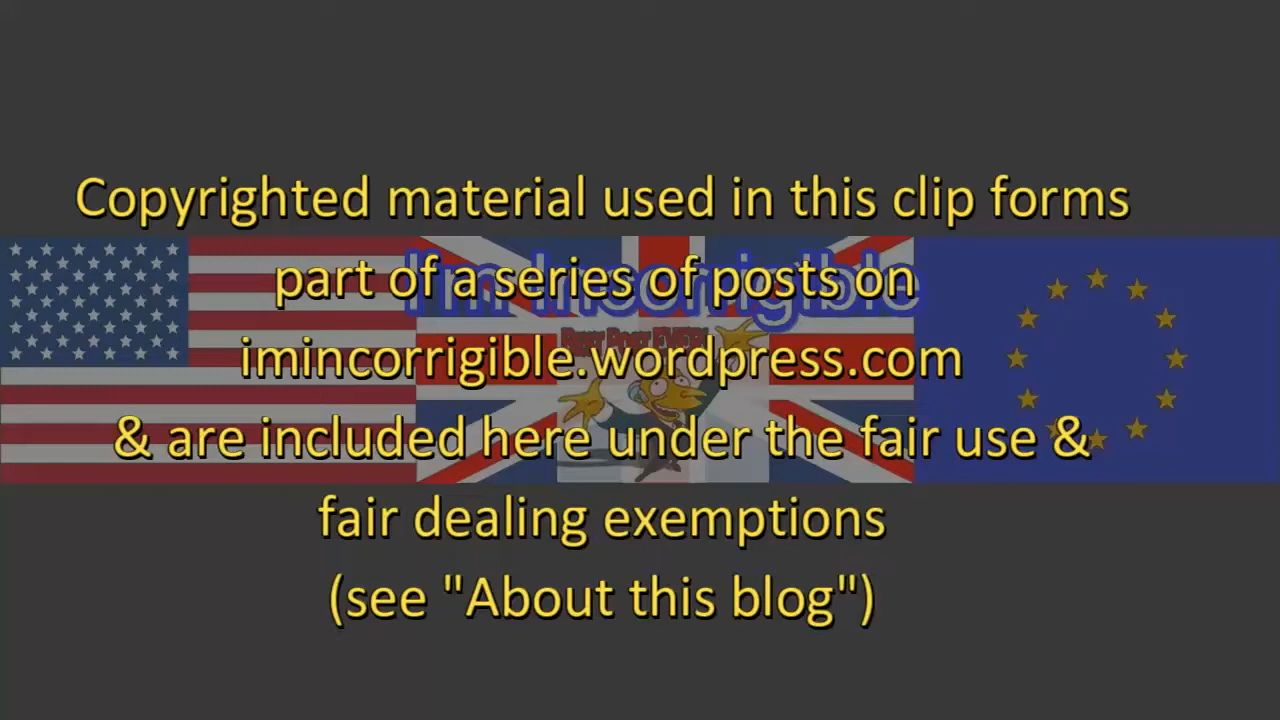 Copyrighted material used in this clip forms
part of a series of posts on
I'm Incorrigible
imincorrigible.wordpress.com
& are included here under the fair use &
fair dealing exemptions
(see "About this blog")